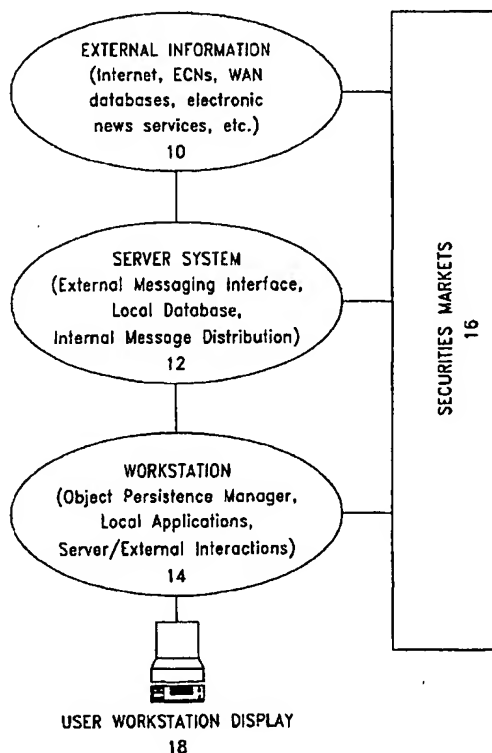 EXTERNAL INFORMATION
(Internet, ECNs, WAN
databases, electronic
news services, etc.)
10
SERVER SYSTEM
(External Messaging Interface,
Local Database,
Internal Message Distribution)
12
WORKSTATION
(Object Persistence Manager,
Local Applications,
Server/External Interactions)
14
USER WORKSTATION DISPLAY
18
SECURITIES MARKETS
16